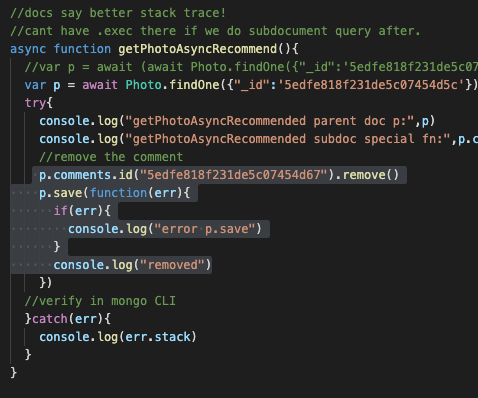 //docs say better stack trace!
//cant have .exec there if we do subdocument query after.
async function getPhotoAsyncRecommend(){
//var p = await (await Photo.findOne({"_id":'5edfe818f231de5c07
var p = await Photo.findOne({"_id":'5edfe818f231de5c07454d5c'})
try{
console.log("getPhotoAsyncRecommended parent doc p:",p)
console.log("getPhotoAsyncRecommended subdoc special fn:",p.c
//remove the comment
p.comments.id("5edfe818f231de5c07454d67").remove()
p.save(function(err){
if(err){
console.log("error p.save")
}
console.log("removed")
})
//verify in mongo CLI
}catch(err){
console.log(err.stack)
}
}